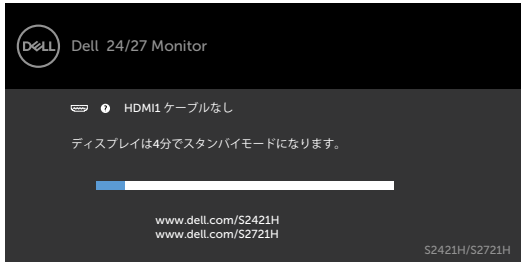 DELL
Dell 24/27 Monitor
? HDMI1 ケーブルなし
ディスプレイは4分でスタンバイモードになります。
www.dell.com/S2421H
www.dell.com/S2721H
S2421H/S2721H